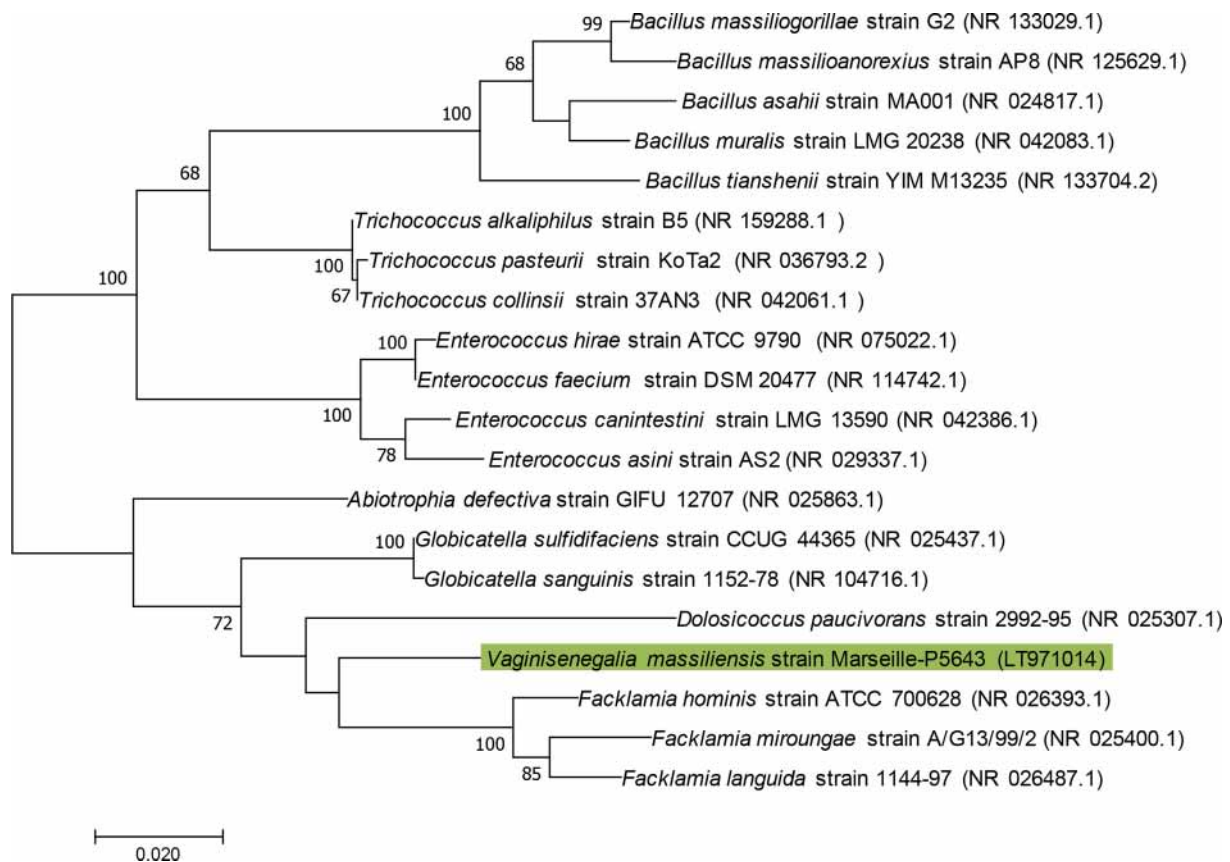 99 Bacillus massiliogorillae strain G2 (NR 133029.1)
68 Bacillus massilioanorexius strain AP8 (NR 125629.1)
Bacillus asahii strain MA001 (NR 024817.1)
100 Bacillus muralis strain LMG 20238 (NR 042083.1)
68 Bacillus tianshenii strain YIM M13235 (NR 133704.2)
Trichococcus alkaliphilus strain B5 (NR 159288.1 )
100 Trichococcus pasteurii strain KoTa2 (NR 036793.2 )
100 67 Trichococcus collinsii strain 37AN3 (NR 042061.1 )
100 Enterococcus hirae strain ATCC 9790 (NR 075022.1)
Enterococcus faecium strain DSM 20477 (NR 114742.1)
100 Enterococcus canintestini strain LMG 13590 (NR 042386.1)
78 Enterococcus asini strain AS2 (NR 029337.1)
Abiotrophia defectiva strain GIFU 12707 (NR 025863.1)
100 Globicatella sulfidifaciens strain CCUG 44365 (NR 025437.1)
Globicatella sanguinis strain 1152-78 (NR 104716.1)
72 Dolosicoccus paucivorans strain 2992-95 (NR 025307.1)
Vaginisenegalia massiliensis strain Marseille-P5643 (LT971014)
Facklamia hominis strain ATCC 700628 (NR 026393.1)
100 Facklamia miroungae strain A/G13/99/2 (NR 025400.1)
85 Facklamia languida strain 1144-97 (NR 026487.1)
0.020